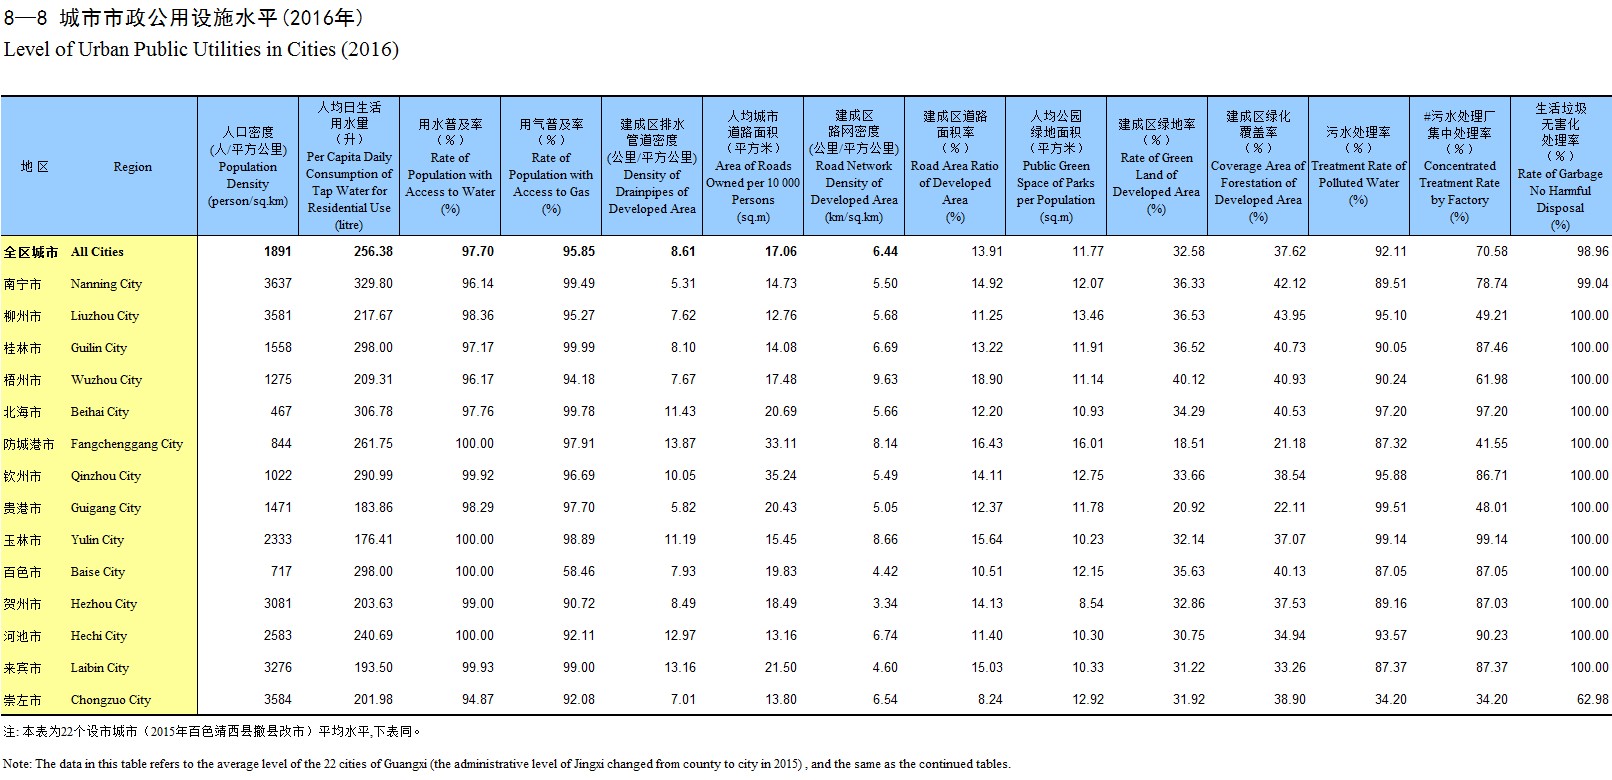 8—8 城市市政公用设施水平(2016年)
Level of Urban Public Utilities in Cities (2016)
地 区 Region 人口密度 (人/平方公里) Population Density (person/sq.km) 人均日生活 用水量 (升) Per Capita Daily Consumption of Tap Water for Residential Use (litre) 用水普及率 (%) Rate of Population with Access to Water (%) 用气普及率 (%) Rate of Population with Access to Gas (%) 建成区排水 管道密度 (公里/平方公里) Density of Drainpipes of Developed Area 人均城市 道路面积 (平方米) Area of Roads Owned per 10 000 Persons (sq.m) 建成区 路网密度 (公里/平方公里) Road Network Density of Developed Area (km/sq.km) 建成区道路 面积率 (%) Road Area Ratio of Developed Area (%) 人均公园 绿地面积 (平方米) Public Green Space of Parks per Population (sq.m) 建成区绿地率 (%) Rate of Green Land of Developed Area (%) 建成区绿化 覆盖率 (%) Coverage Area of Forestation of Developed Area (%) 污水处理率 (%) Treatment Rate of Polluted Water (%) #污水处理厂 集中处理率 (%) Concentrated Treatment Rate by Factory (%) 生活垃圾 无害化 处理率 (%) Rate of Garbage No Harmful Disposal (%)
全区城市 All Cities 1891 256.38 97.70 95.85 8.61 17.06 6.44 13.91 11.77 32.58 37.62 92.11 70.58 98.96
南宁市 Nanning City 3637 329.80 96.14 99.49 5.31 14.73 5.50 14.92 12.07 36.33 42.12 89.51 78.74 99.04
柳州市 Liuzhou City 3581 217.67 98.36 95.27 7.62 12.76 5.68 11.25 13.46 36.53 43.95 95.10 49.21 100.00
桂林市 Guilin City 1558 298.00 97.17 99.99 8.10 14.08 6.69 13.22 11.91 36.52 40.73 90.05 87.46 100.00
梧州市 Wuzhou City 1275 209.31 96.17 94.18 7.67 17.48 9.63 18.90 11.14 40.12 40.93 90.24 61.98 100.00
北海市 Beihai City 467 306.78 97.76 99.78 11.43 20.69 5.66 12.20 10.93 34.29 40.53 97.20 97.20 100.00
防城港市 Fangchenggang City 844 261.75 100.00 97.91 13.87 33.11 8.14 16.43 16.01 18.51 21.18 87.32 41.55 100.00
钦州市 Qinzhou City 1022 290.99 99.92 96.69 10.05 35.24 5.49 14.11 12.75 33.66 38.54 95.88 86.71 100.00
贵港市 Guigang City 1471 183.86 98.29 97.70 5.82 20.43 5.05 12.37 11.78 20.92 22.11 99.51 48.01 100.00
玉林市 Yulin City 2333 176.41 100.00 98.89 11.19 15.45 8.66 15.64 10.23 32.14 37.07 99.14 99.14 100.00
百色市 Baise City 717 298.00 100.00 58.46 7.93 19.83 4.42 10.51 12.15 35.63 40.13 87.05 87.05 100.00
贺州市 Hezhou City 3081 203.63 99.00 90.72 8.49 18.49 3.34 14.13 8.54 32.86 37.53 89.16 87.03 100.00
河池市 Hechi City 2583 240.69 100.00 92.11 12.97 13.16 6.74 11.40 10.30 30.75 34.94 93.57 90.23 100.00
来宾市 Laibin City 3276 193.50 99.93 99.00 13.16 21.50 4.60 15.03 10.33 31.22 33.26 87.37 87.37 100.00
崇左市 Chongzuo City 3584 201.98 94.87 92.08 7.01 13.80 6.54 8.24 12.92 31.92 38.90 34.20 34.20 62.98
注: 本表为22个设市城市（2015年百色靖西县撤县改市）平均水平,下表同。
Note: The data in this table refers to the average level of the 22 cities of Guangxi (the administrative level of Jingxi changed from county to city in 2015) , and the same as the continued tables.